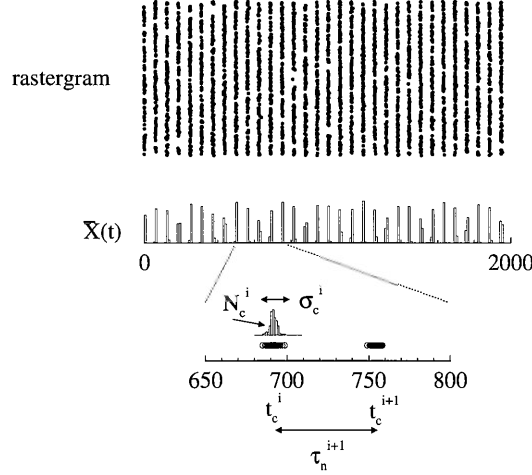 rastergram
X̄(t)
0 2000
N_c^i σ_c^i
650 700 750 800
t_c^i t_c^{i+1}
τ_n^{i+1}